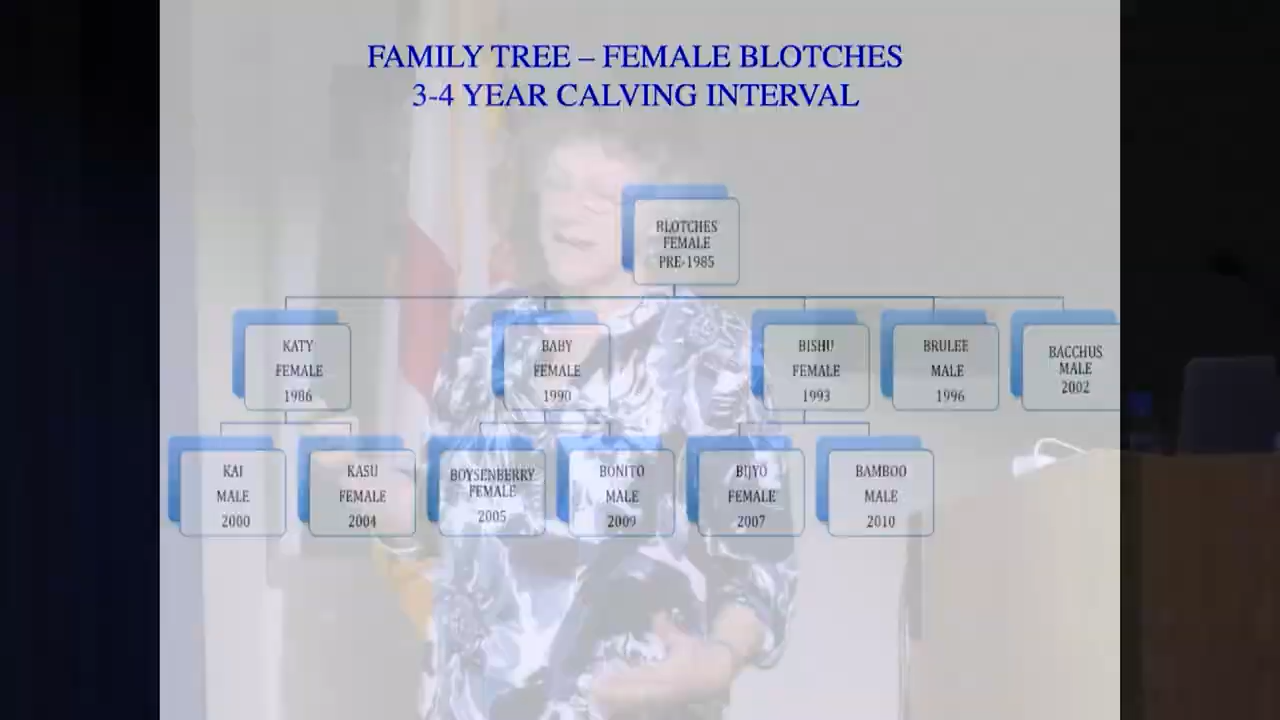 FAMILY TREE – FEMALE BLOTCHES
3-4 YEAR CALVING INTERVAL
BLOTCHES
FEMALE
PRE-1985
KATY
FEMALE
1986
BABY
FEMALE
1990
BISHU
FEMALE
1993
BRULEE
MALE
1996
BACCHUS
MALE
2002
KAI
MALE
2000
KASU
FEMALE
2004
BOYSENBERRY
FEMALE
2005
BONITO
MALE
2009
BIJYO
FEMALE
2007
BAMBOO
MALE
2010